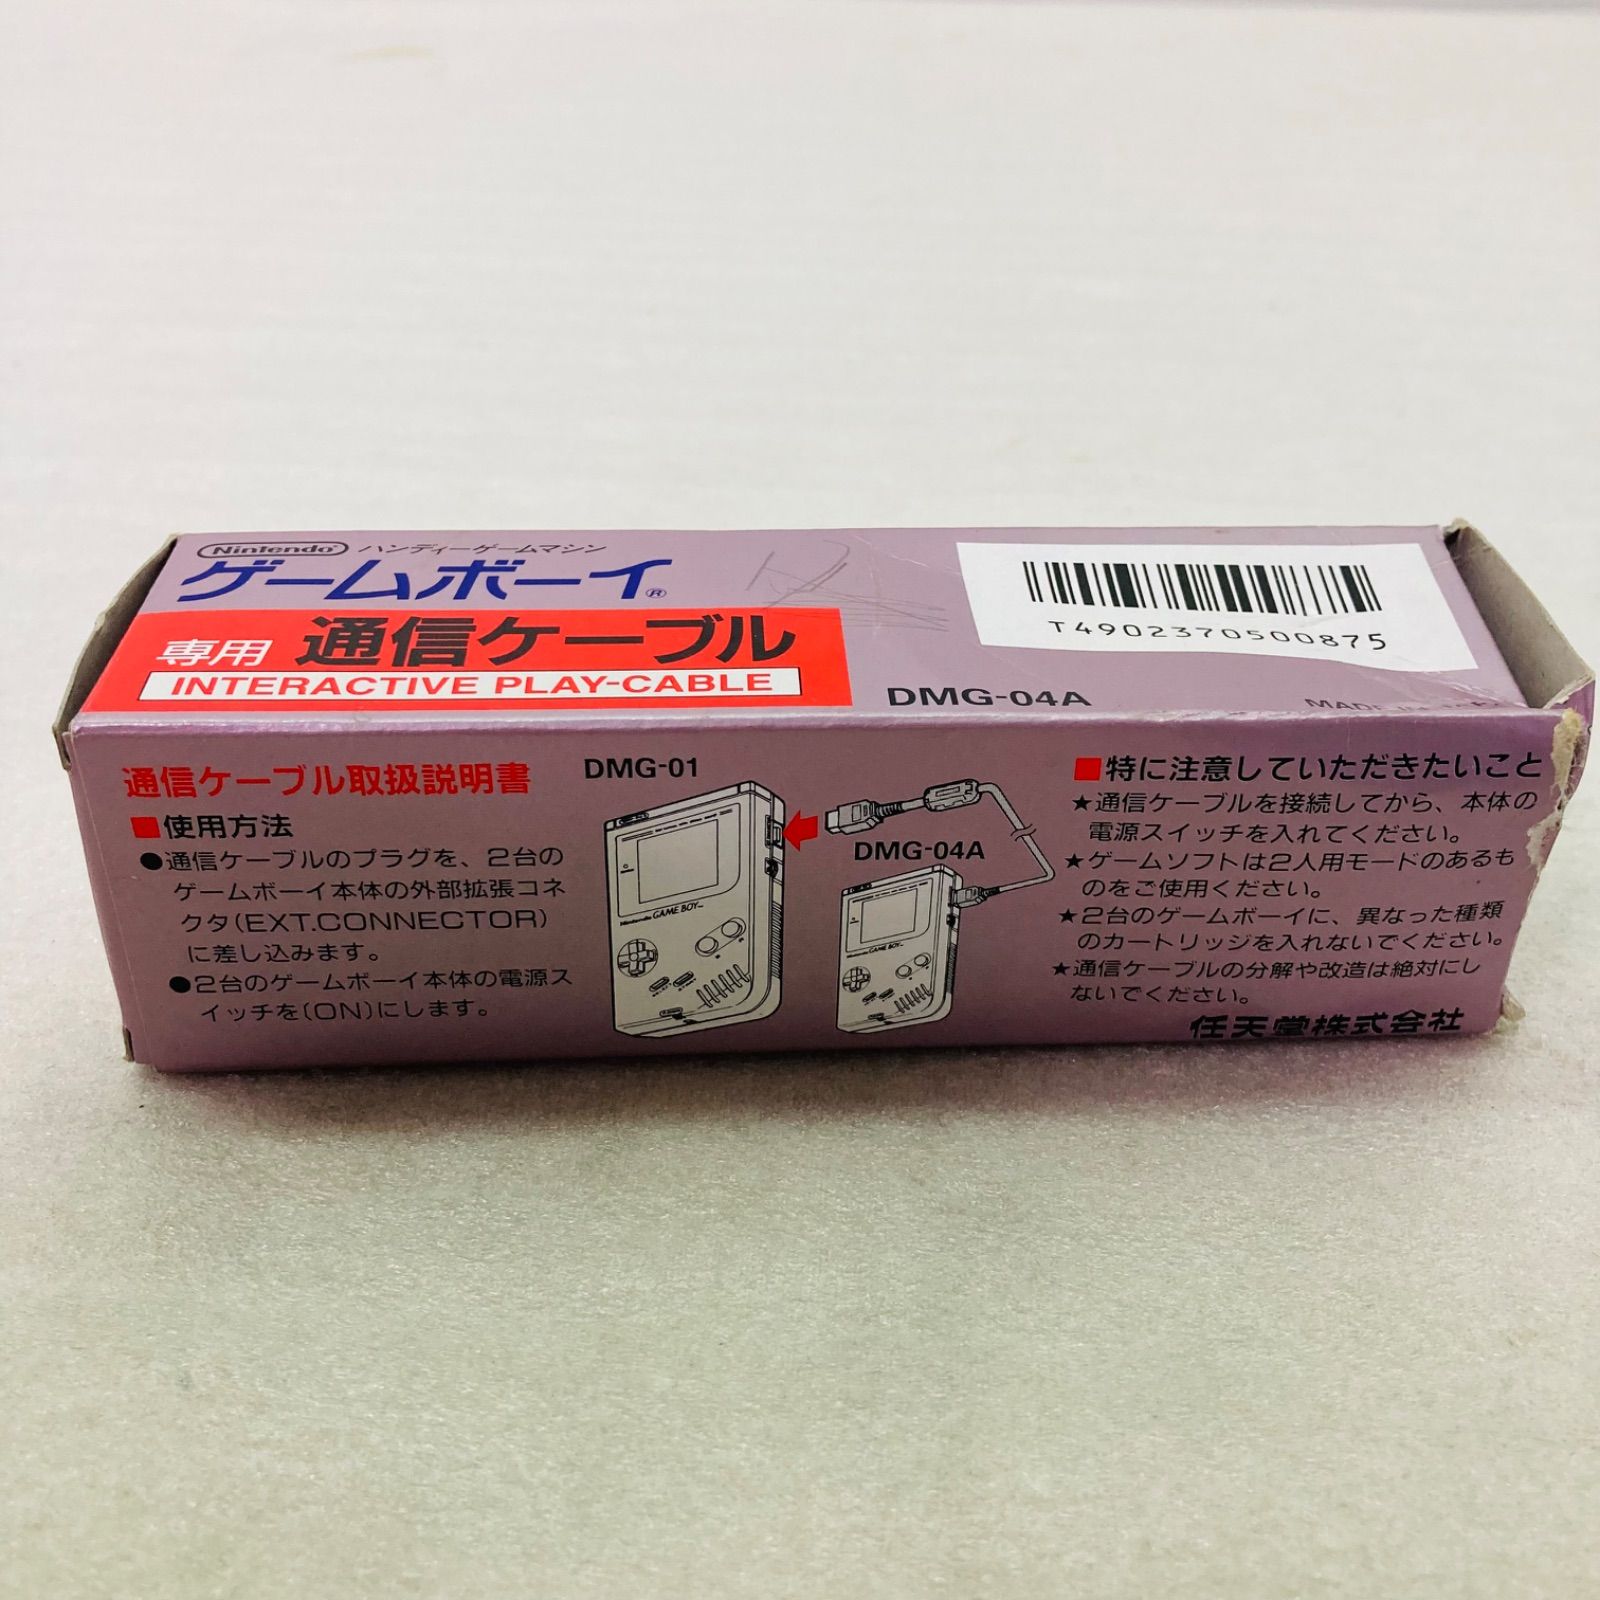 Nintendo ハンディーゲームマシン
ゲームボーイ®
専用 通信ケーブル
INTERACTIVE PLAY-CABLE
DMG-04A
T4902370500875
通信ケーブル取扱説明書
■使用方法
●通信ケーブルのプラグを、2台の
ゲームボーイ本体の外部拡張コネ
クタ(EXT.CONNECTOR)
に差し込みます。
●2台のゲームボーイ本体の電源ス
イッチを(ON)にします。
DMG-01
DMG-04A
Nintendo GAME BOY™
GAME BOY
■特に注意していただきたいこと
★通信ケーブルを接続してから、本体の
電源スイッチを入れてください。
★ゲームソフトは2人用モードのあるも
のをご使用ください。
★2台のゲームボーイに、異なった種類
のカートリッジを入れないでください。
★通信ケーブルの分解や改造は絶対にし
ないでください。
任天堂株式会社